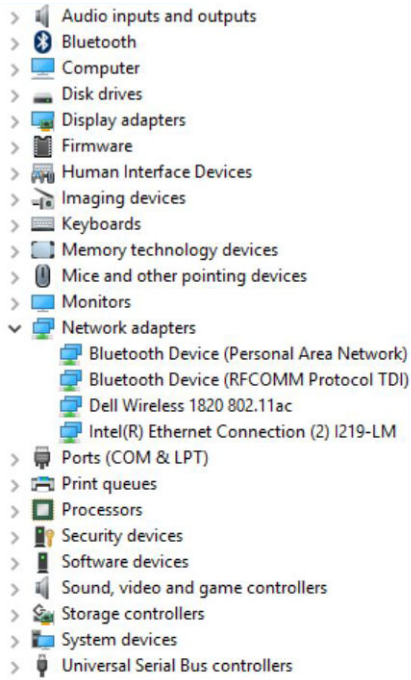 Audio inputs and outputs
Bluetooth
Computer
Disk drives
Display adapters
Firmware
Human Interface Devices
Imaging devices
Keyboards
Memory technology devices
Mice and other pointing devices
Monitors
Network adapters
Bluetooth Device (Personal Area Network)
Bluetooth Device (RFCOMM Protocol TDI)
Dell Wireless 1820 802.11ac
Intel(R) Ethernet Connection (2) I219-LM
Ports (COM & LPT)
Print queues
Processors
Security devices
Software devices
Sound, video and game controllers
Storage controllers
System devices
Universal Serial Bus controllers